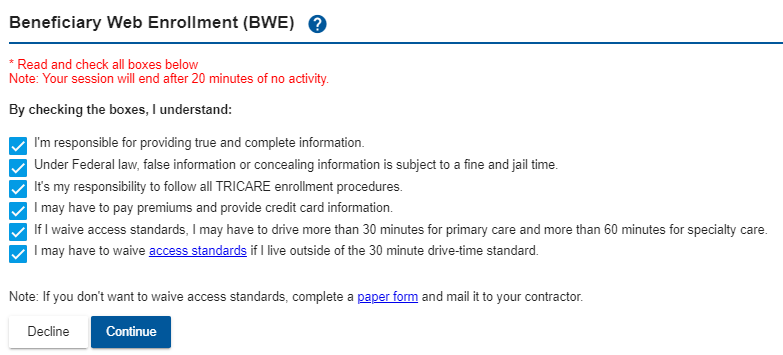 Beneficiary Web Enrollment (BWE) ?
* Read and check all boxes below
Note: Your session will end after 20 minutes of no activity.
By checking the boxes, I understand:
I'm responsible for providing true and complete information.
Under Federal law, false information or concealing information is subject to a fine and jail time.
It's my responsibility to follow all TRICARE enrollment procedures.
I may have to pay premiums and provide credit card information.
If I waive access standards, I may have to drive more than 30 minutes for primary care and more than 60 minutes for specialty care.
I may have to waive access standards if I live outside of the 30 minute drive-time standard.
Note: If you don't want to waive access standards, complete a paper form and mail it to your contractor.
Decline Continue